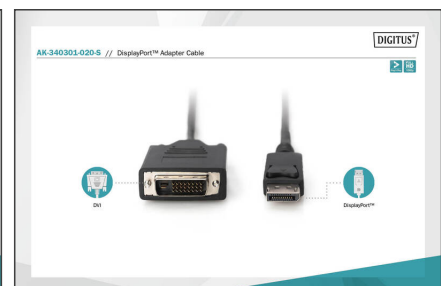 DIGITUS®
AK-340301-020-S // DisplayPort™ Adapter Cable
DVI
DisplayPort™